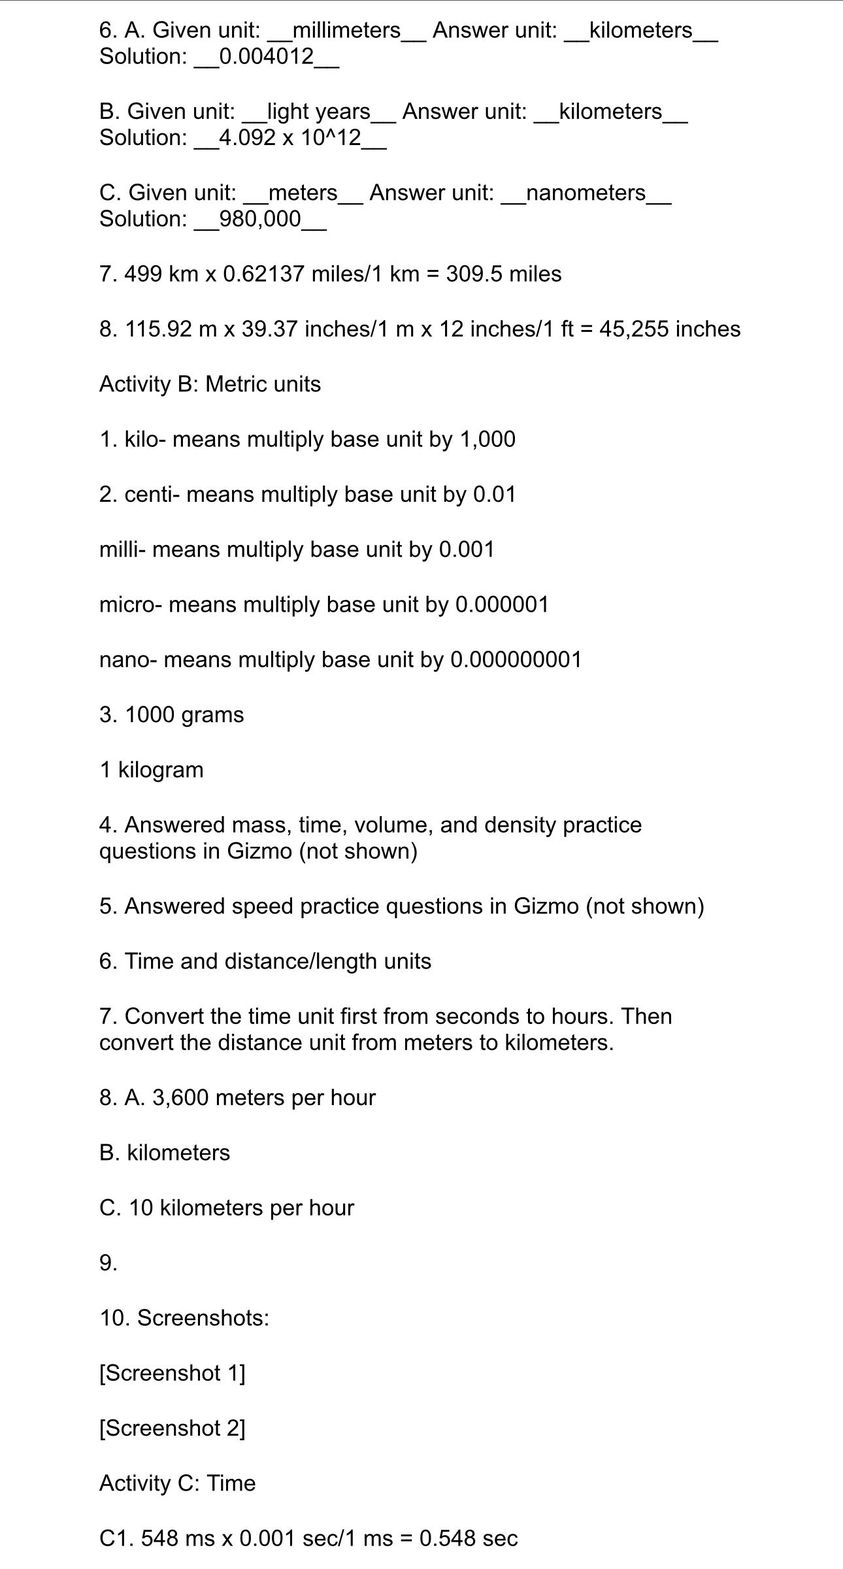 6. A. Given unit: __millimeters__ Answer unit: __kilometers__
Solution: __0.004012__
B. Given unit: __light years__ Answer unit: __kilometers__
Solution: __4.092 x 10^12__
C. Given unit: __meters__ Answer unit: __nanometers__
Solution: __980,000__
7. 499 km x 0.62137 miles/1 km = 309.5 miles
8. 115.92 m x 39.37 inches/1 m x 12 inches/1 ft = 45,255 inches
Activity B: Metric units
1. kilo- means multiply base unit by 1,000
2. centi- means multiply base unit by 0.01
milli- means multiply base unit by 0.001
micro- means multiply base unit by 0.000001
nano- means multiply base unit by 0.000000001
3. 1000 grams
1 kilogram
4. Answered mass, time, volume, and density practice
questions in Gizmo (not shown)
5. Answered speed practice questions in Gizmo (not shown)
6. Time and distance/length units
7. Convert the time unit first from seconds to hours. Then
convert the distance unit from meters to kilometers.
8. A. 3,600 meters per hour
B. kilometers
C. 10 kilometers per hour
9.
10. Screenshots:
[Screenshot 1]
[Screenshot 2]
Activity C: Time
C1. 548 ms x 0.001 sec/1 ms = 0.548 sec